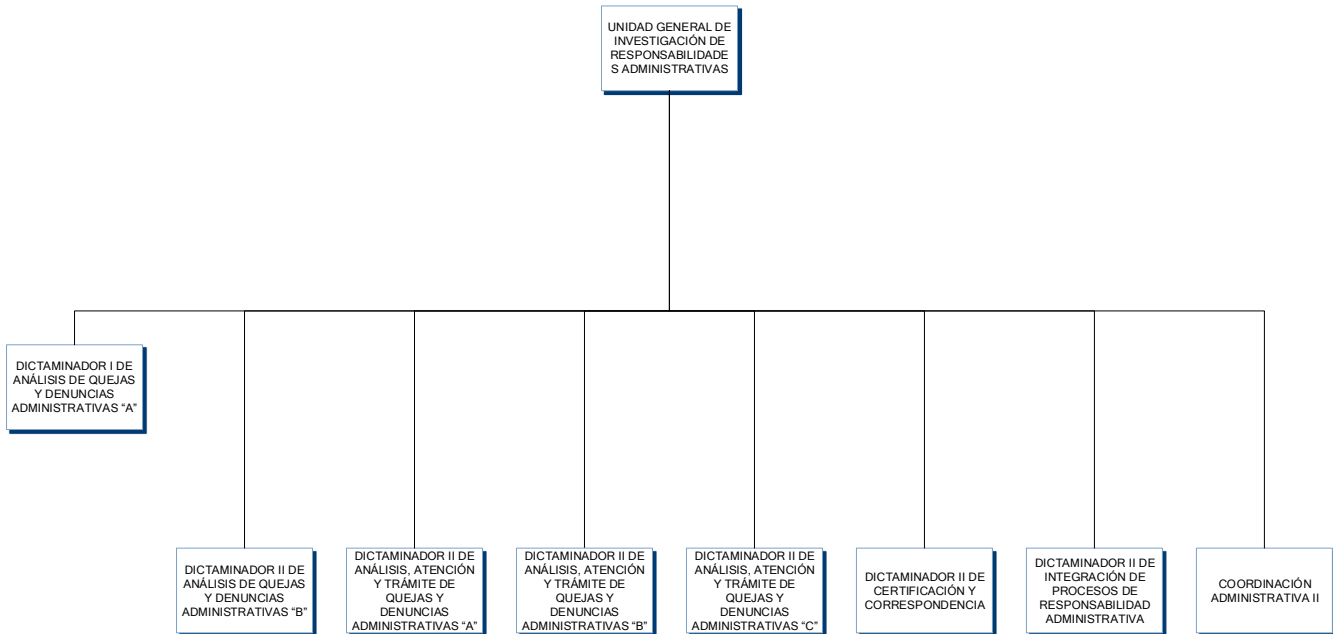 UNIDAD GENERAL DE
INVESTIGACIÓN DE
RESPONSABILIDADE
S ADMINISTRATIVAS
DICTAMINADOR I DE
ANÁLISIS DE QUEJAS
Y DENUNCIAS
ADMINISTRATIVAS “A”
DICTAMINADOR II DE
ANÁLISIS DE QUEJAS
Y DENUNCIAS
ADMINISTRATIVAS “B”
DICTAMINADOR II DE
ANÁLISIS, ATENCIÓN
Y TRÁMITE DE
QUEJAS Y
DENUNCIAS
ADMINISTRATIVAS “A”
DICTAMINADOR II DE
ANÁLISIS, ATENCIÓN
Y TRÁMITE DE
QUEJAS Y
DENUNCIAS
ADMINISTRATIVAS “B”
DICTAMINADOR II DE
ANÁLISIS, ATENCIÓN
Y TRÁMITE DE
QUEJAS Y
DENUNCIAS
ADMINISTRATIVAS “C”
DICTAMINADOR II DE
CERTIFICACIÓN Y
CORRESPONDENCIA
DICTAMINADOR II DE
INTEGRACIÓN DE
PROCESOS DE
RESPONSABILIDAD
ADMINISTRATIVA
COORDINACIÓN
ADMINISTRATIVA II